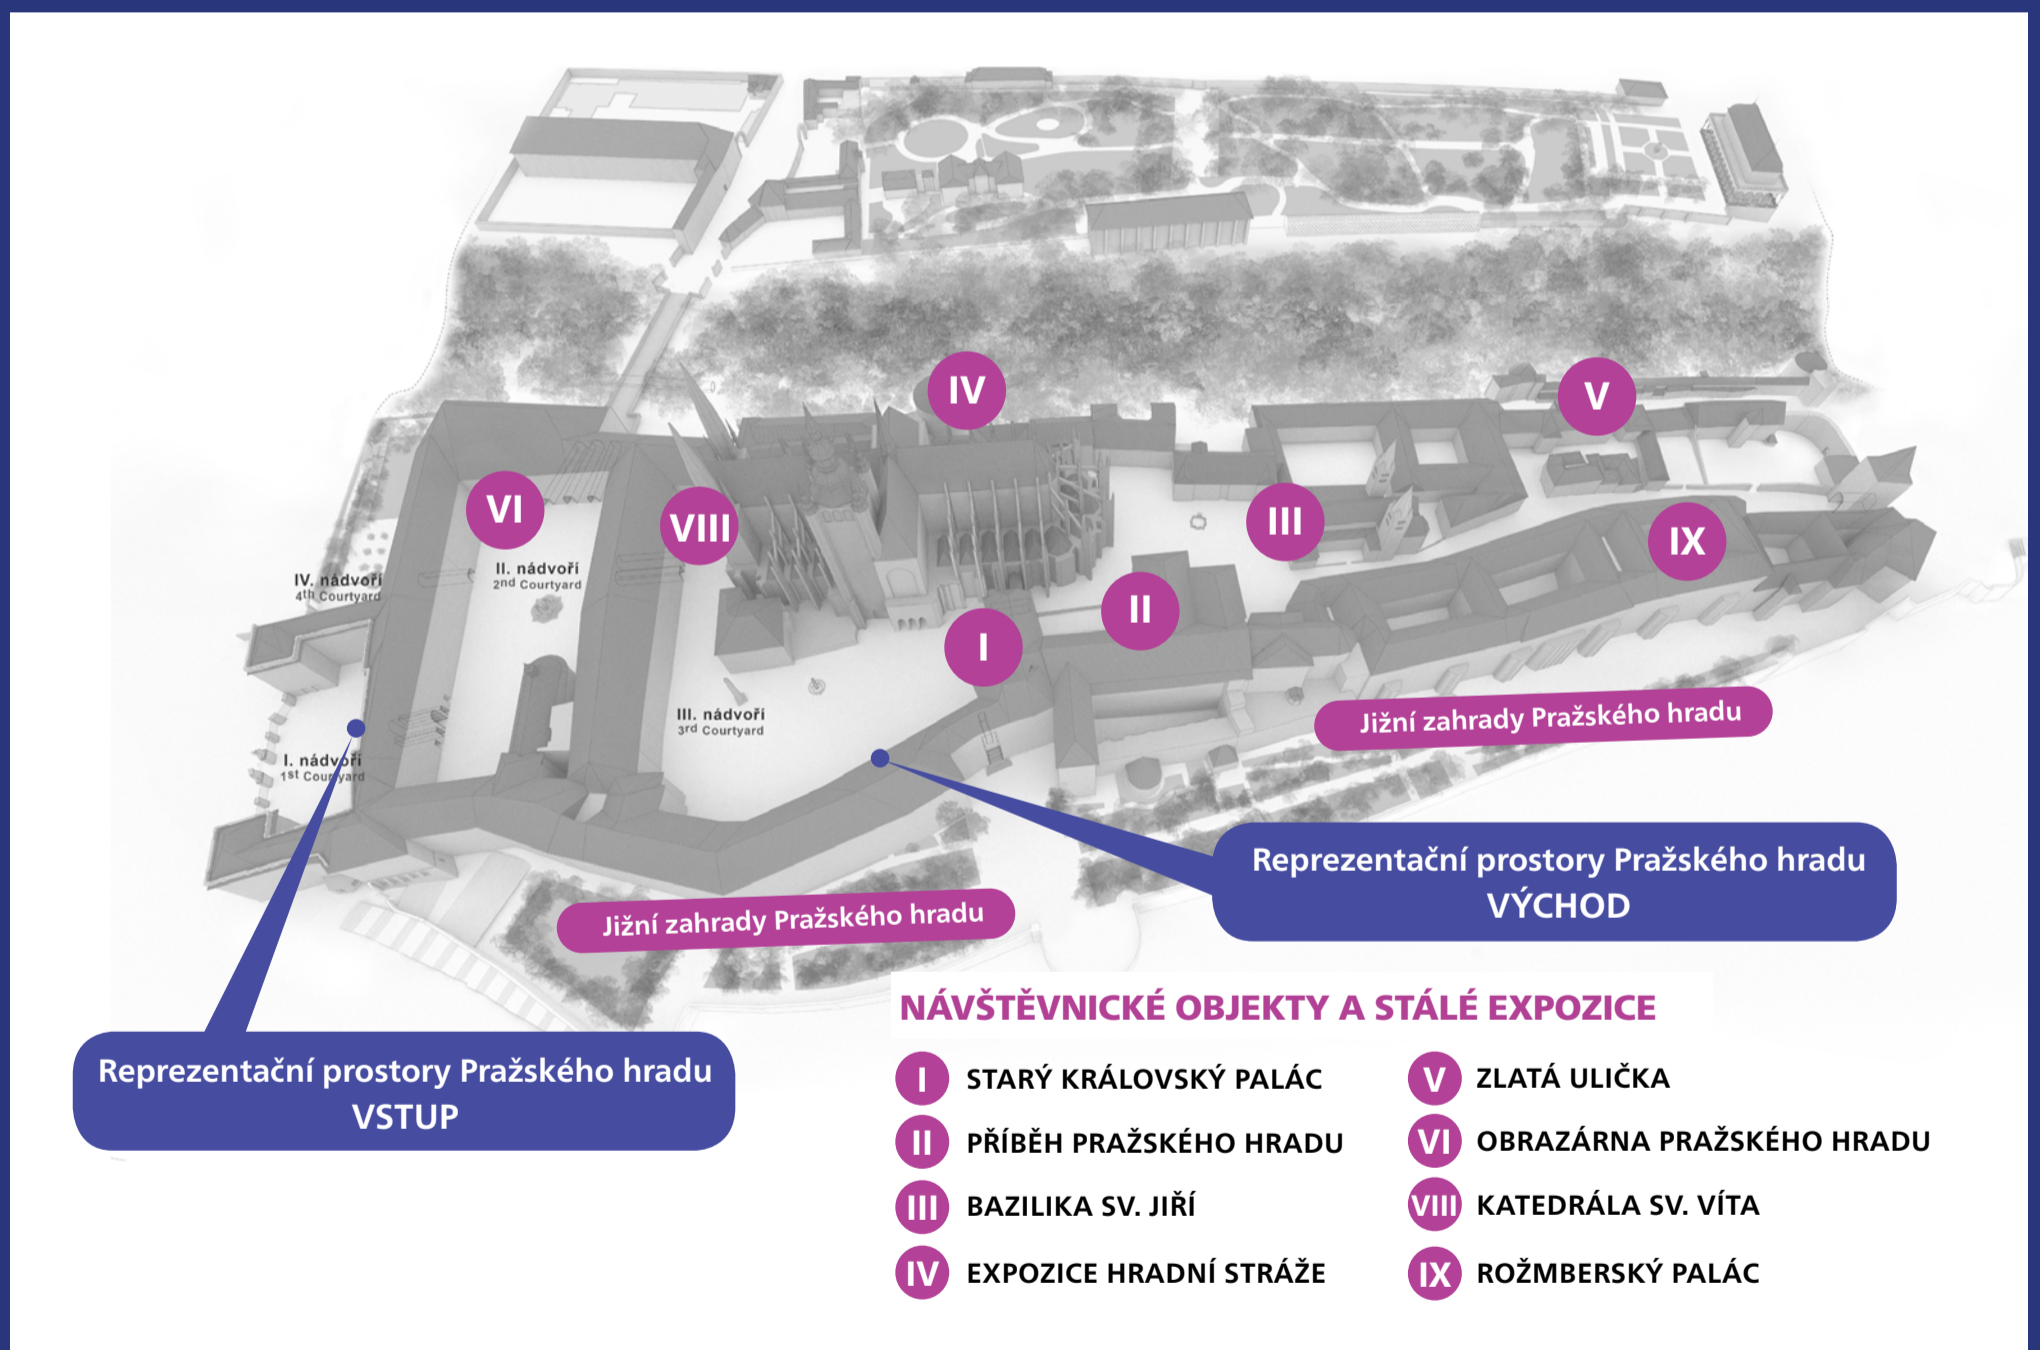 IV
V
VI
VIII
III
IX
IV. nádvoří
4th Courtyard
II. nádvoří
2nd Courtyard
II
I
III. nádvoří
3rd Courtyard
Jižní zahrady Pražského hradu
I. nádvoří
1st Courtyard
Reprezentační prostory Pražského hradu
VÝCHOD
Jižní zahrady Pražského hradu
Reprezentační prostory Pražského hradu
VSTUP
NÁVŠTĚVNICKÉ OBJEKTY A STÁLÉ EXPOZICE
I STARÝ KRÁLOVSKÝ PALÁC
II PŘÍBĚH PRAŽSKÉHO HRADU
III BAZILIKA SV. JIŘÍ
IV EXPOZICE HRADNÍ STRÁŽE
V ZLATÁ ULIČKA
VI OBRAZÁRNA PRAŽSKÉHO HRADU
VIII KATEDRÁLA SV. VÍTA
IX ROŽMBERSKÝ PALÁC